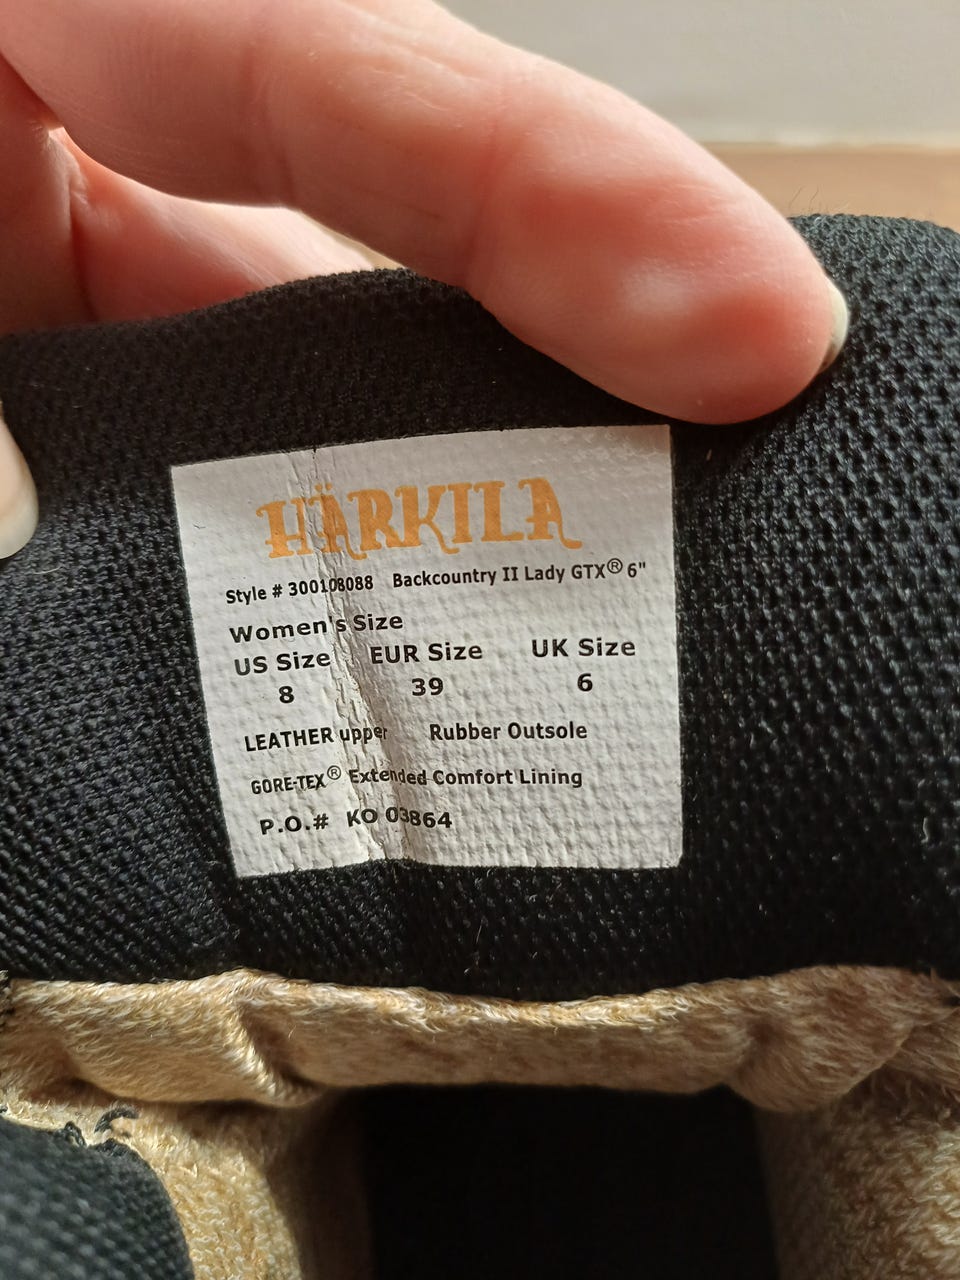 HÄRKILA
Style # 300108088 Backcountry II Lady GTX® 6"
Women's Size
US Size EUR Size UK Size
8 39 6
LEATHER upper Rubber Outsole
GORE-TEX® Extended Comfort Lining
P.O.# KO 03864